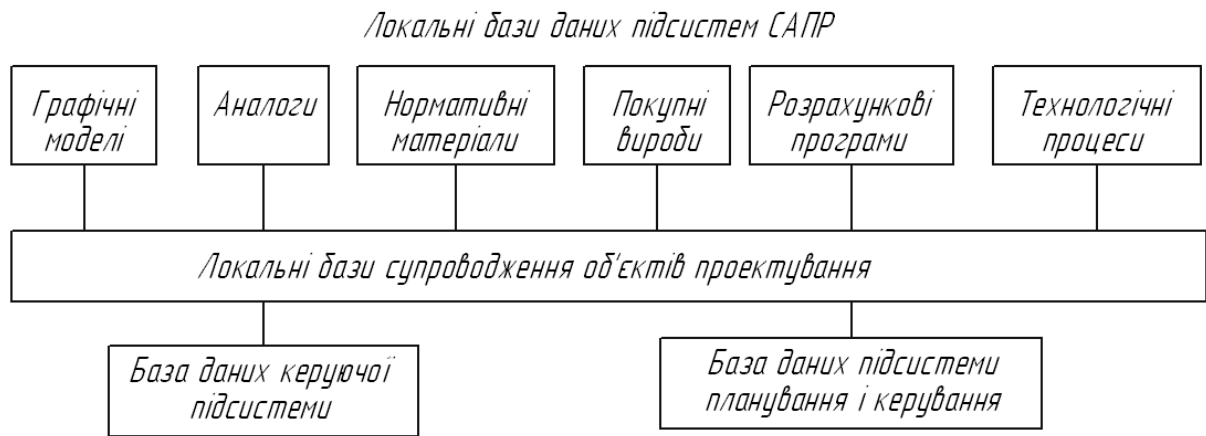 Локальні бази даних підсистем САПР
Графічні
моделі
Аналоги
Нормативні
матеріали
Покупні
вироби
Розрахункові
програми
Технологічні
процеси
Локальні бази супроводження об'єктів проектування
База даних керуючої
підсистеми
База даних підсистеми
планування і керування